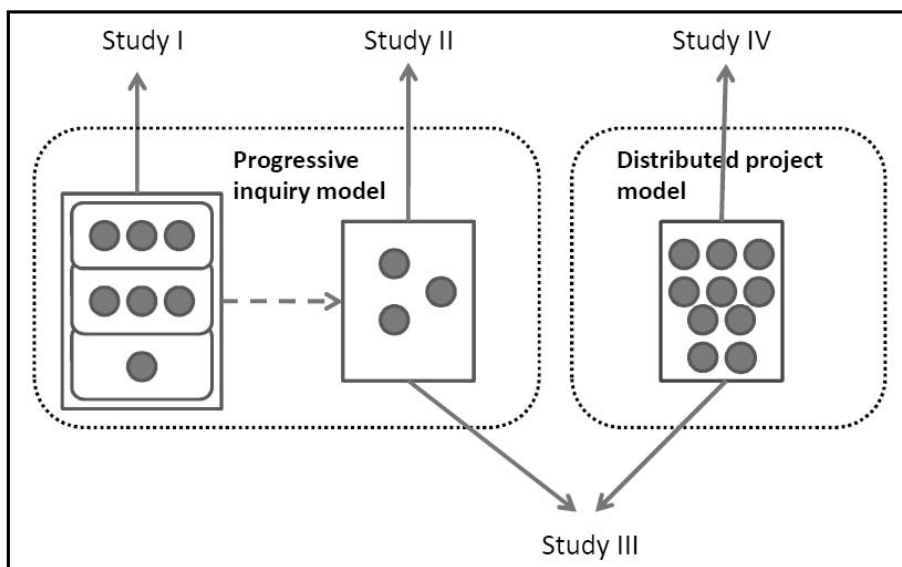 Study I
Study II
Study IV
Progressive
inquiry model
Distributed project
model
Study III